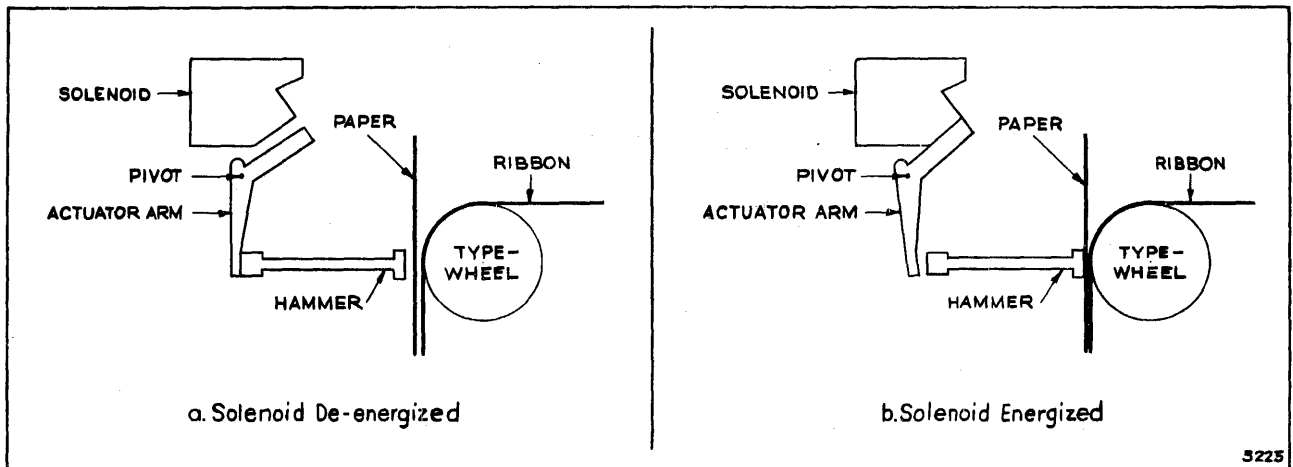 SOLENOID
PAPER
RIBBON
PIVOT
ACTUATOR ARM
TYPE-
WHEEL
HAMMER
a. Solenoid De-energized
SOLENOID
PAPER
RIBBON
PIVOT
ACTUATOR ARM
TYPE-
WHEEL
HAMMER
b. Solenoid Energized
3225